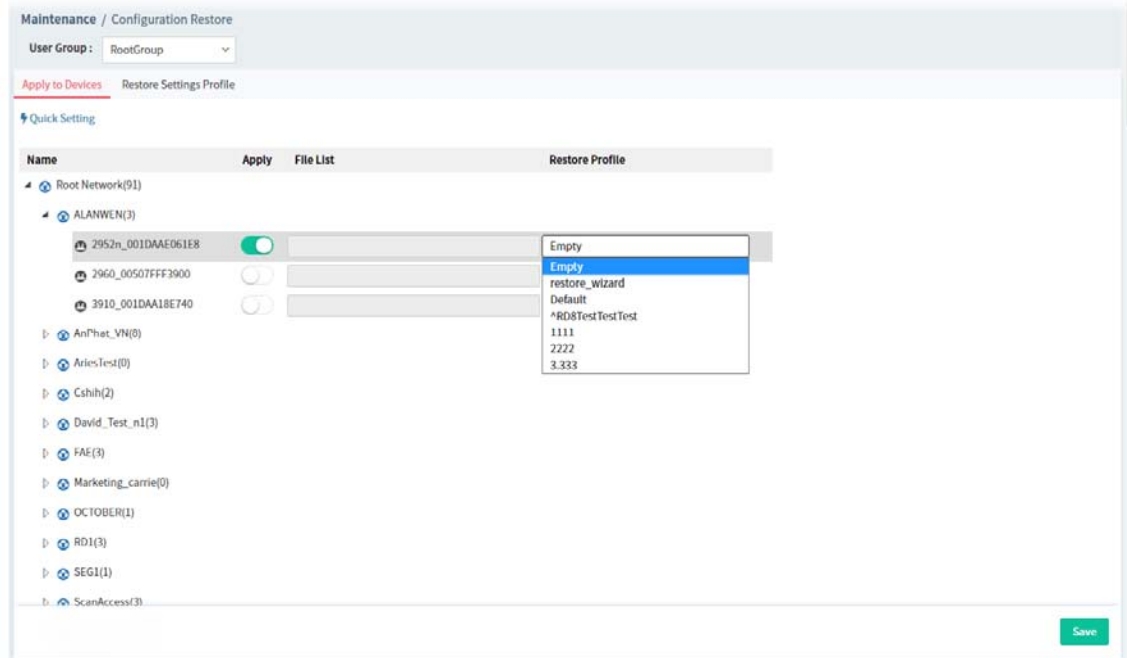 Maintenance / Configuration Restore
User Group : RootGroup
Apply to Devices Restore Settings Profile
Quick Setting
Name Apply File List Restore Profile
Root Network(91)
ALANWEN(3)
2952n_001DAAE061E8 Empty
Empty
2960_00507FFF3900
restore_wizard
Default
3910_001DAA18E740
^RD8TestTestTest
1111
AnPhat_VN(0)
2222
3.333
AriesTest(0)
Cshih(2)
David_Test_n1(3)
FAE(3)
Marketing_carrie(0)
OCTOBER(1)
RD1(3)
SEG1(1)
ScanAccess(3)
Save